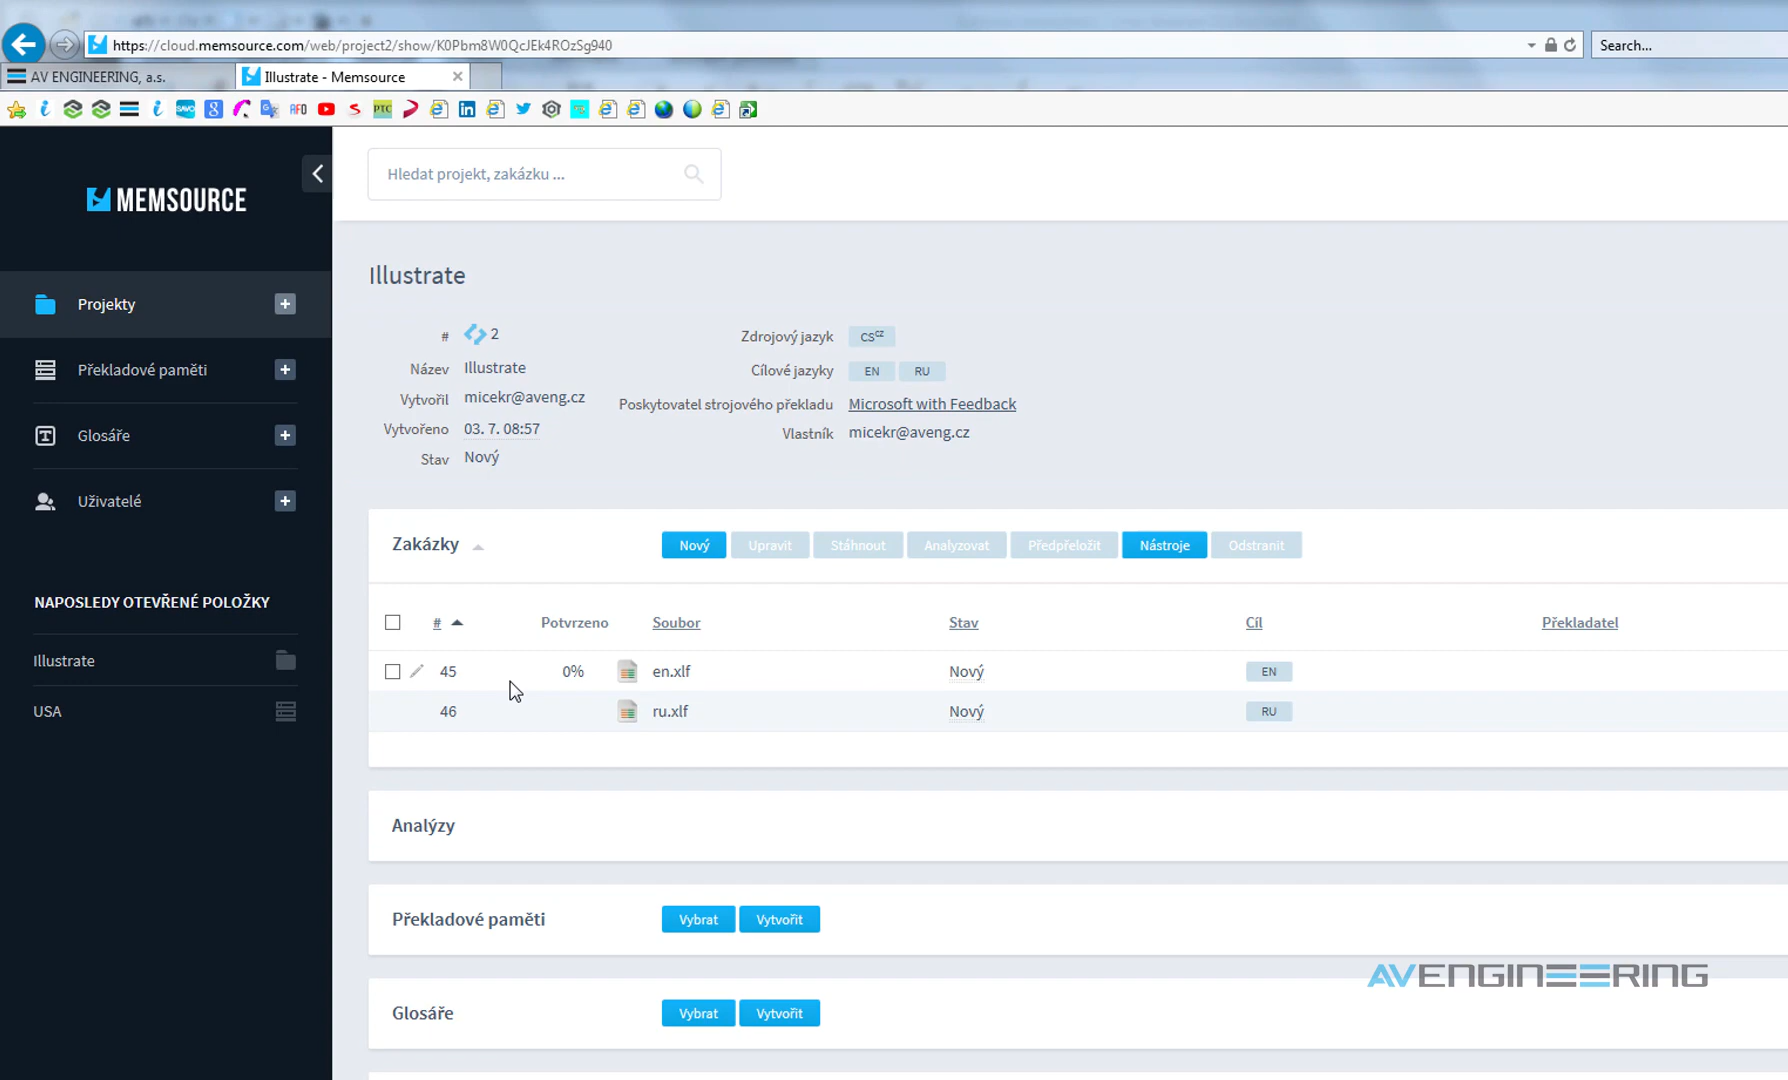 https://cloud.memsource.com/web/project2/show/K0Pbm8W0QcJEk4ROzSg940
Search...
AV ENGINEERING, a.s.
Illustrate - Memsource
MEMSOURCE
Hledat projekt, zakázku ...
Projekty
Překladové paměti
Glosáře
Uživatelé
NAPOSLEDY OTEVŘENÉ POLOŽKY
Illustrate
USA
Illustrate
# 2
Název Illustrate
Vytvořil micekr@aveng.cz
Vytvořeno 03. 7. 08:57
Stav Nový
Zdrojový jazyk CS CZ
Cílové jazyky EN RU
Poskytovatel strojového překladu Microsoft with Feedback
Vlastník micekr@aveng.cz
Zakázky Nový Upravit Stáhnout Analyzovat Předpřeložit Nástroje Odstranit
# Potvrzeno Soubor Stav Cíl Překladatel
45 0% en.xlf Nový EN
46 ru.xlf Nový RU
Analýzy
Překladové paměti Vybrat Vytvořit
AVENGINEERING
Glosáře Vybrat Vytvořit